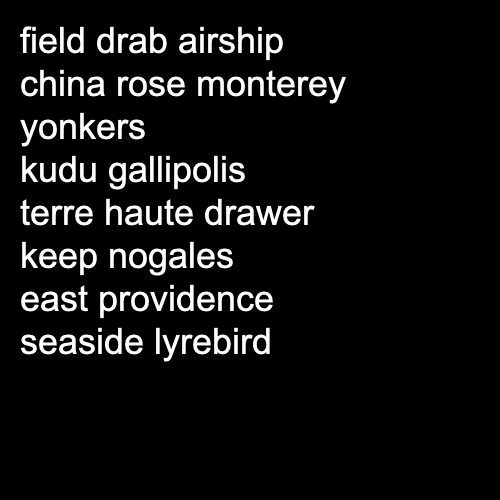 field drab airship
china rose monterey
yonkers
kudu gallipolis
terre haute drawer
keep nogales
east providence
seaside lyrebird